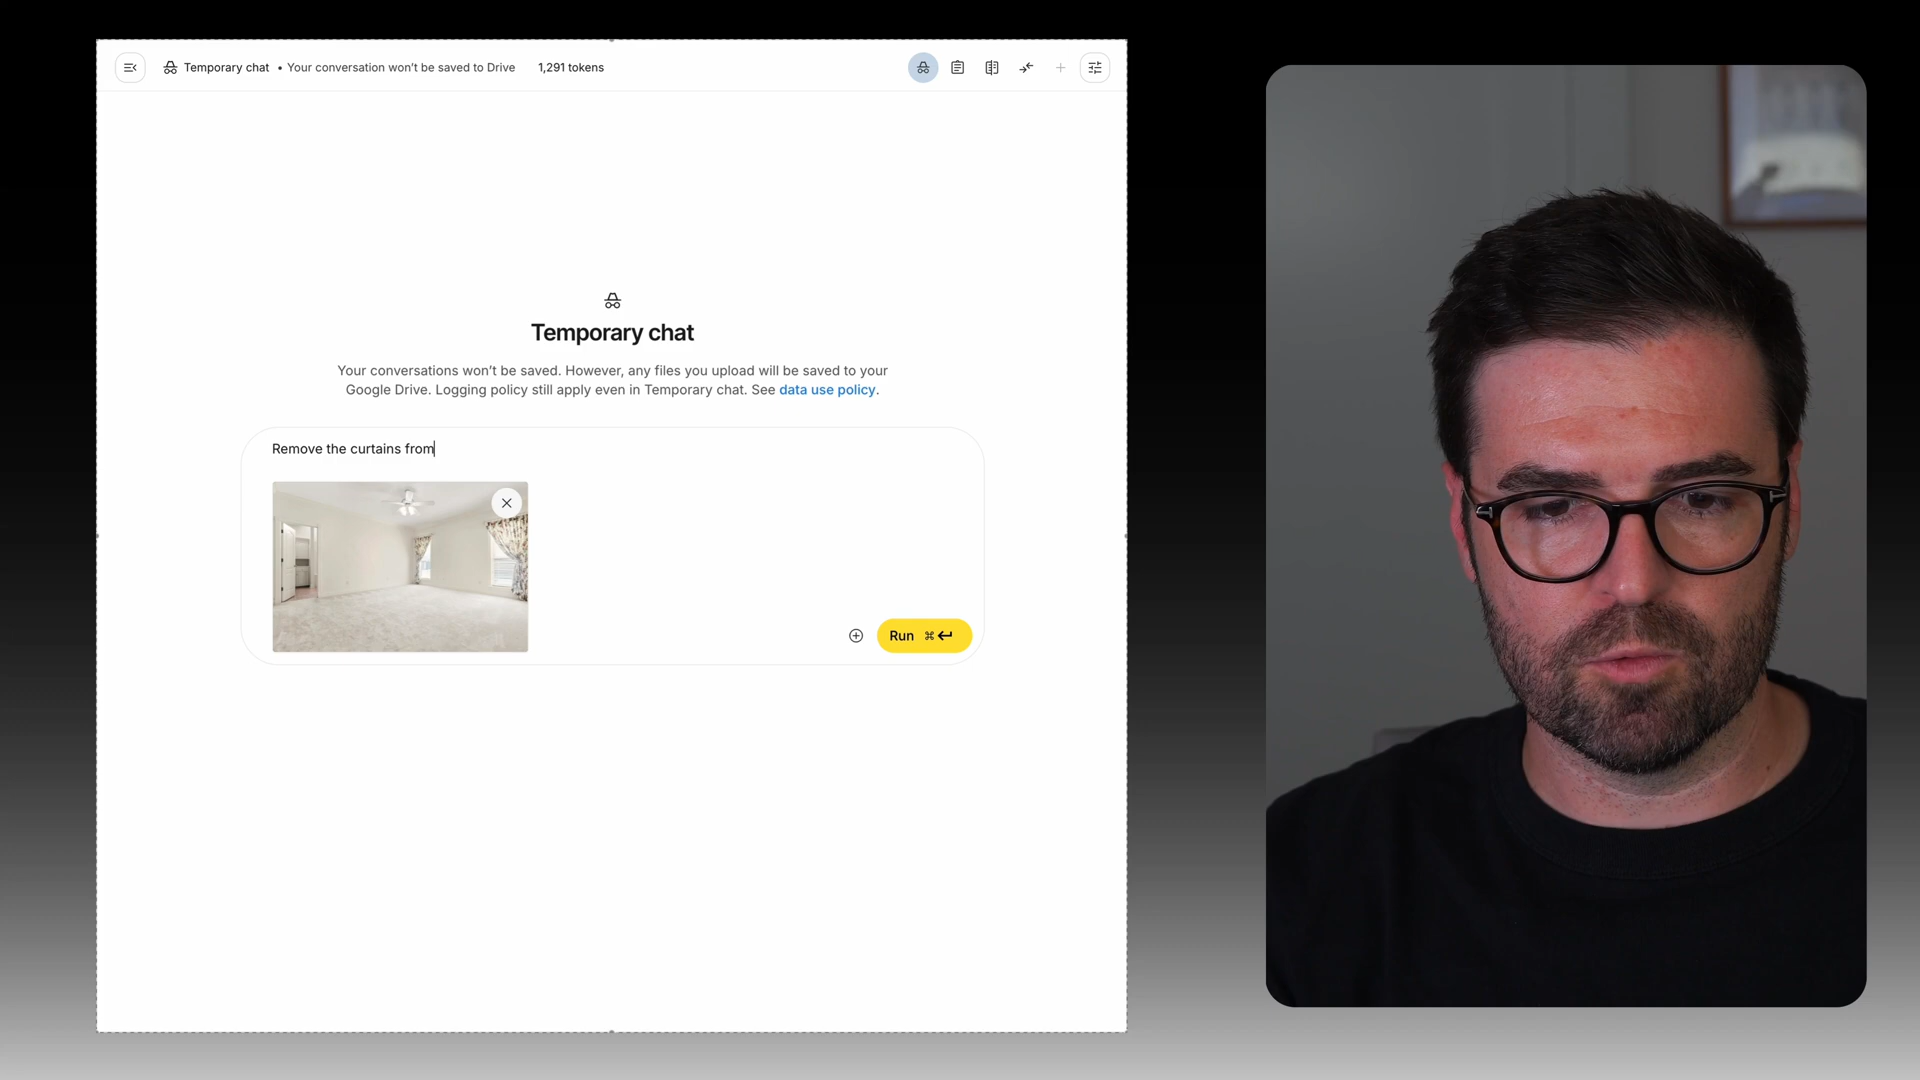 Temporary chat • Your conversation won't be saved to Drive 1,291 tokens
Temporary chat
Your conversations won't be saved. However, any files you upload will be saved to your
Google Drive. Logging policy still apply even in Temporary chat. See data use policy.
Remove the curtains from
Run ⌘ ↵